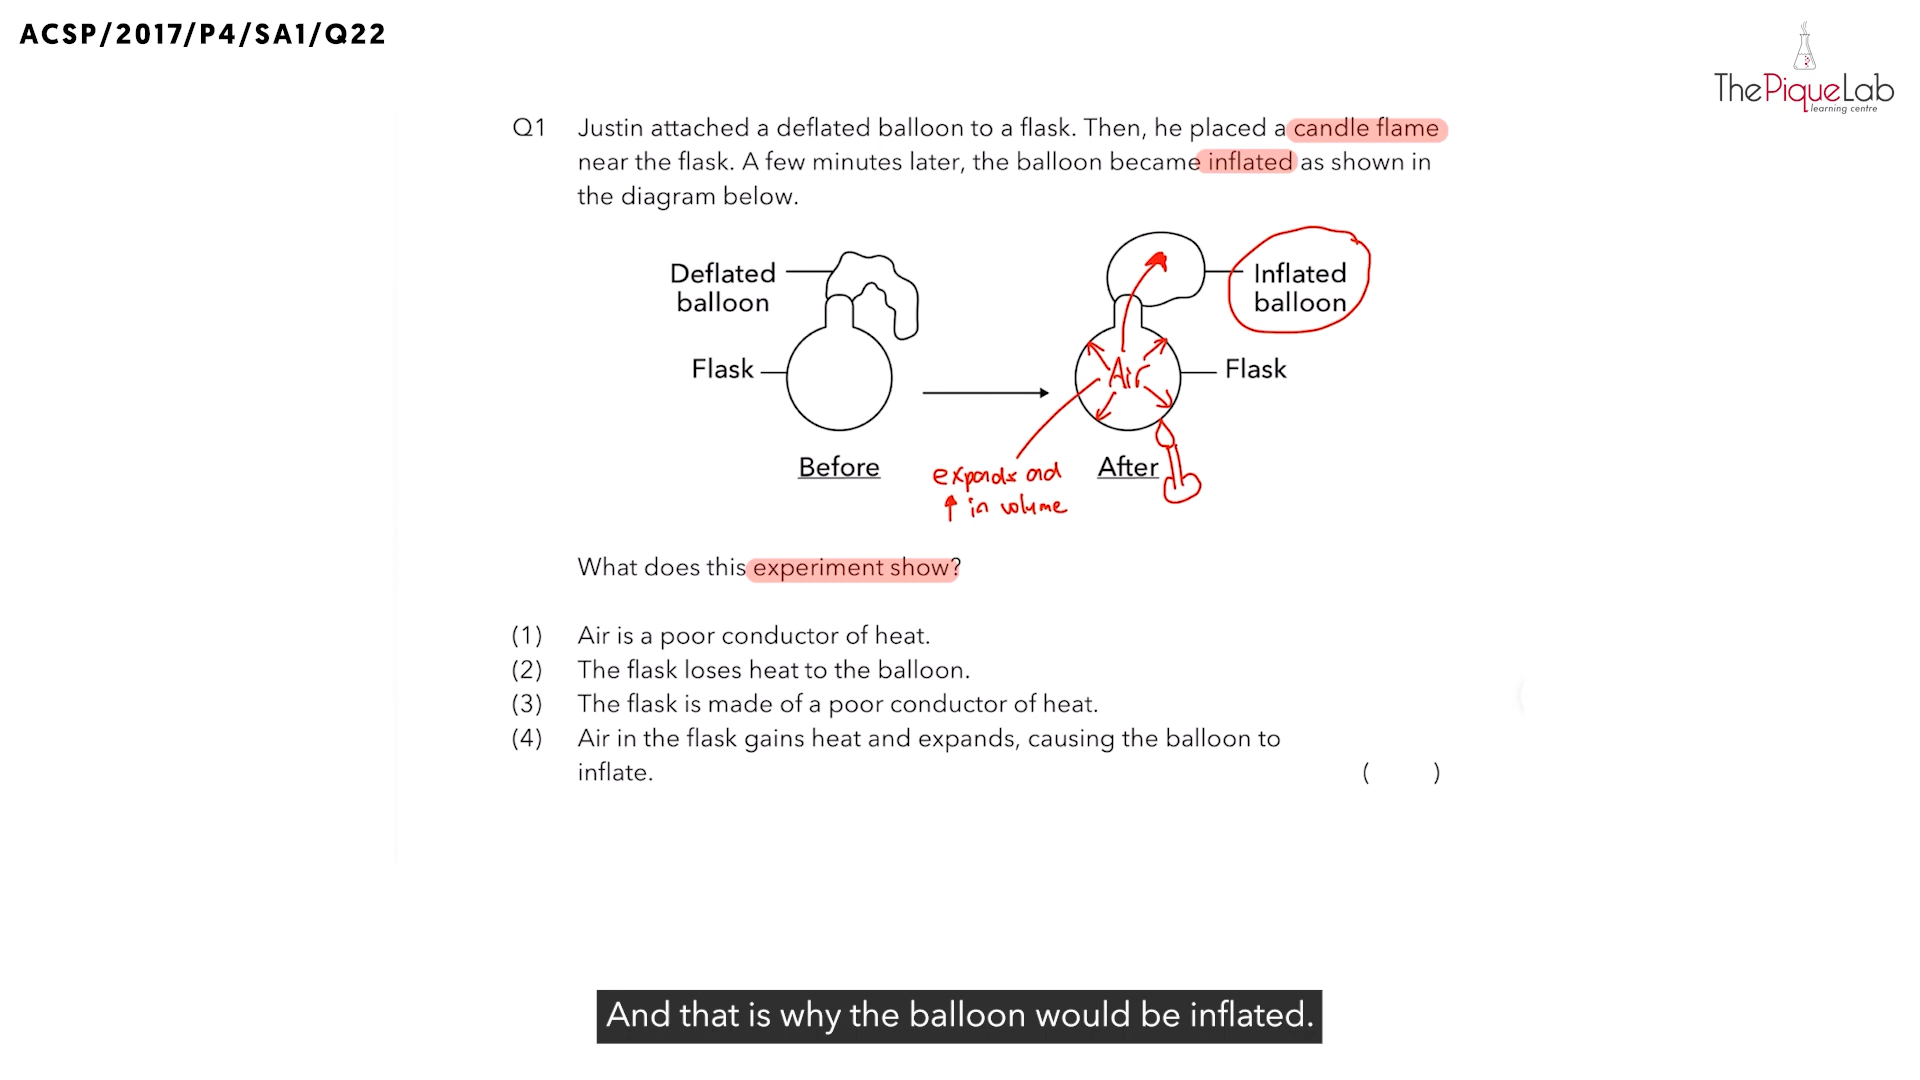 ACSP/2017/P4/SA1/Q22
ThePiqueLab
learning centre
Q1 Justin attached a deflated balloon to a flask. Then, he placed a candle flame
near the flask. A few minutes later, the balloon became inflated as shown in
the diagram below.
Deflated
balloon
Flask
Before
Inflated
balloon
Air
Flask
After
expands and
↑ in volume
What does this experiment show?
(1) Air is a poor conductor of heat.
(2) The flask loses heat to the balloon.
(3) The flask is made of a poor conductor of heat.
(4) Air in the flask gains heat and expands, causing the balloon to
inflate. ( )
And that is why the balloon would be inflated.